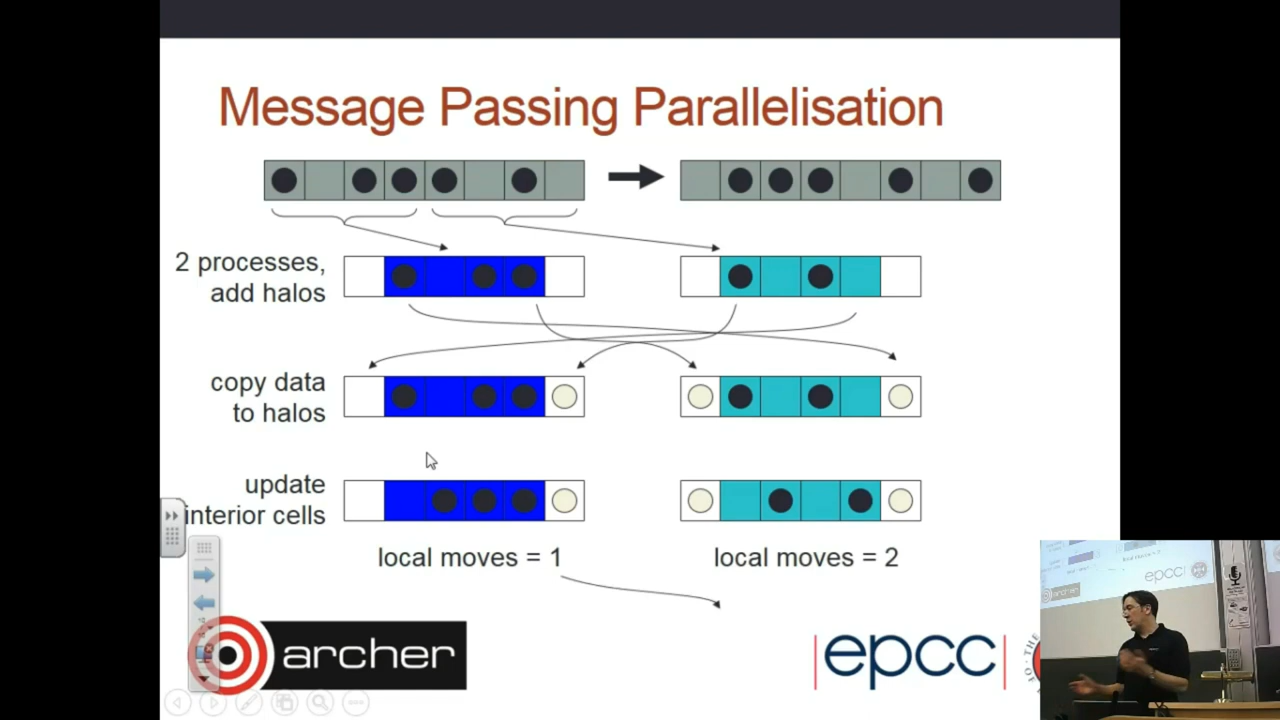 Message Passing Parallelisation
2 processes,
add halos
copy data
to halos
update
interior cells
local moves = 1
local moves = 2
archer
epcc
epcc